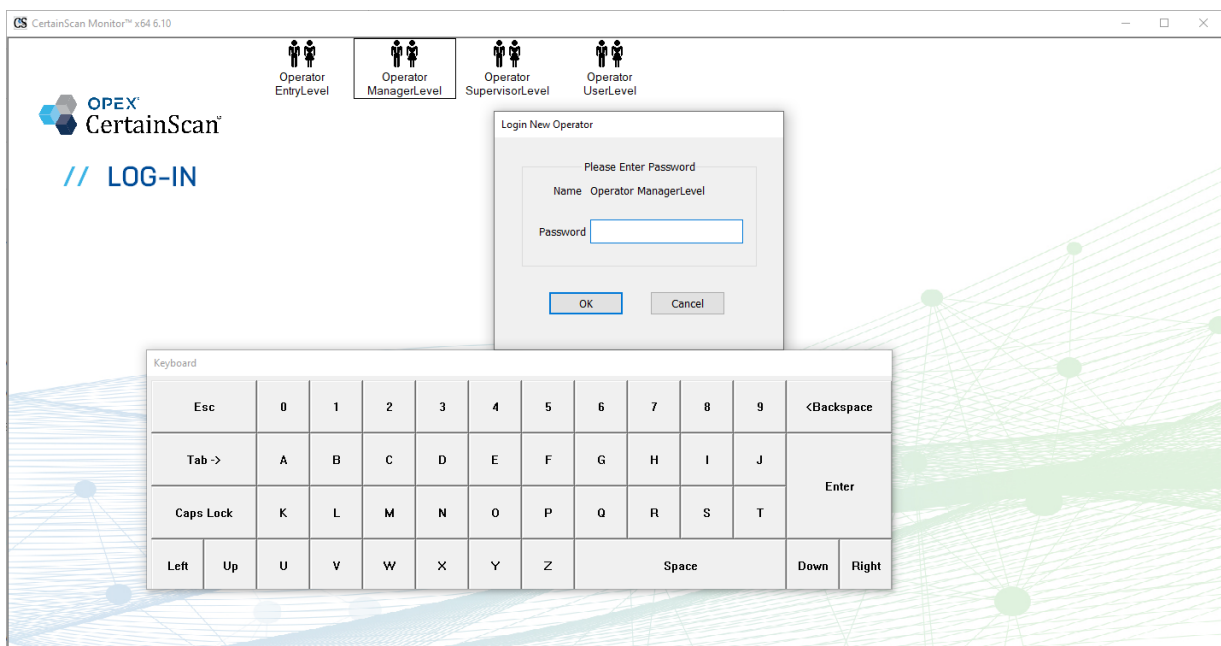 CS CertainScan Monitor™ x64 6.10
Operator EntryLevel
Operator ManagerLevel
Operator SupervisorLevel
Operator UserLevel
OPEX
CertainScan
// LOG-IN
Login New Operator
Please Enter Password
Name Operator ManagerLevel
Password
OK Cancel
Keyboard
Esc 0 1 2 3 4 5 6 7 8 9 <Backspace
Tab -> A B C D E F G H I J
Enter
Caps Lock K L M N O P Q R S T
Left Up U V W X Y Z Space Down Right